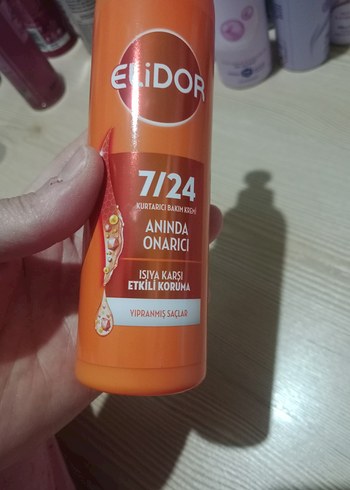 ELiDOR
7/24
KURTARICI BAKIM KREMİ
ANINDA
ONARICI
ISIYA KARŞI
ETKİLİ KORUMA
YIPRANMIŞ SAÇLAR